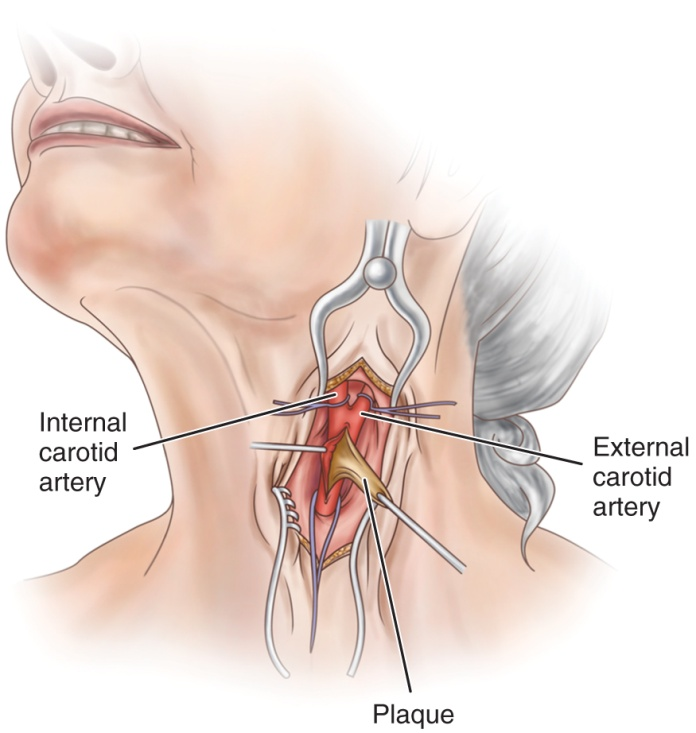 Internal
carotid
artery
External
carotid
artery
Plaque